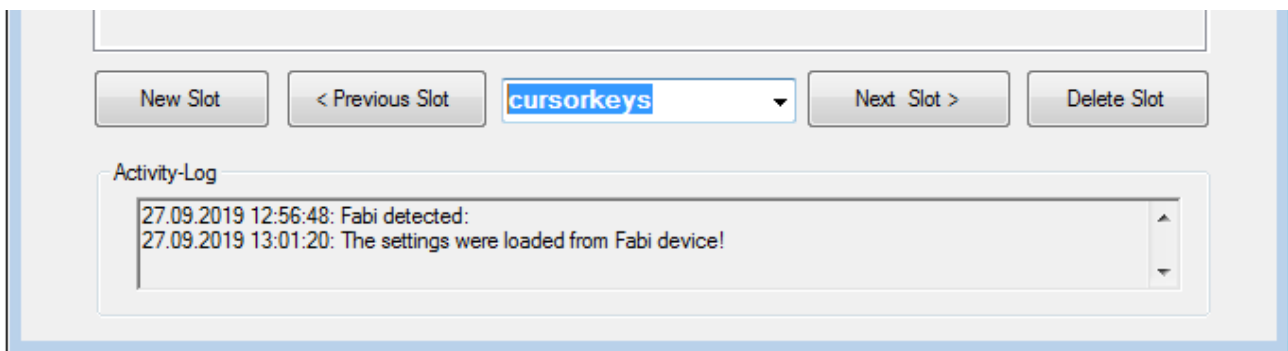 New Slot
< Previous Slot
cursorkeys
Next Slot >
Delete Slot
Activity-Log
27.09.2019 12:56:48: Fabi detected:
27.09.2019 13:01:20: The settings were loaded from Fabi device!